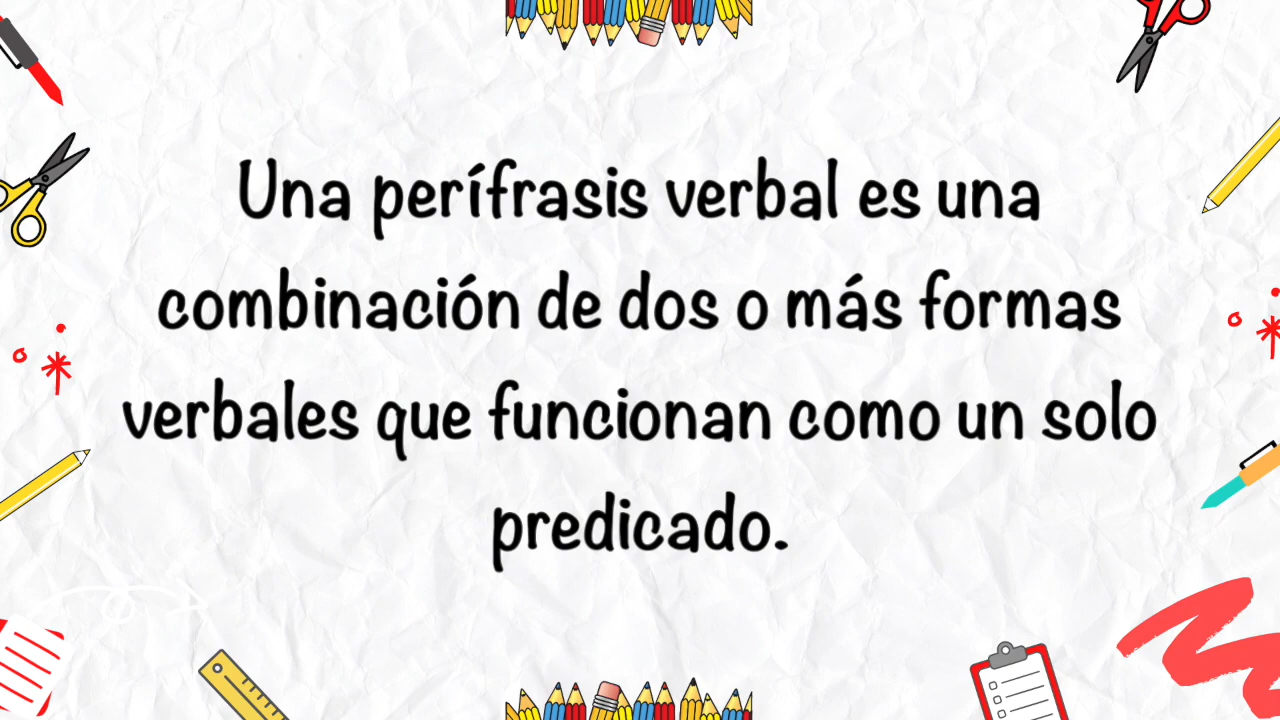 Una perífrasis verbal es una
combinación de dos o más formas
verbales que funcionan como un solo
predicado.